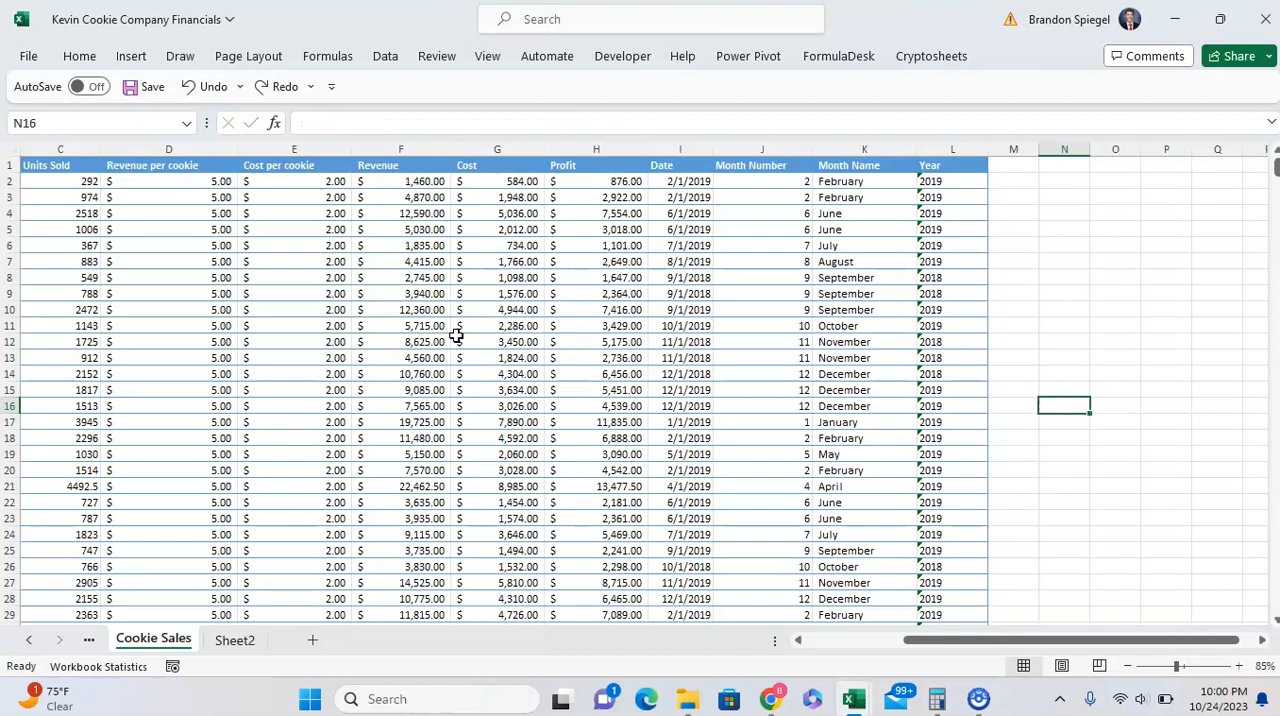 Kevin Cookie Company Financials
Search
Brandon Spiegel
File Home Insert Draw Page Layout Formulas Data Review View Automate Developer Help Power Pivot FormulaDesk Cryptosheets Comments Share
AutoSave Off Save Undo Redo
N16 fx
C D E F G H I J K L M N O P Q
1 Units Sold Revenue per cookie Cost per cookie Revenue Cost Profit Date Month Number Month Name Year
2 292 $ 5.00 $ 2.00 $ 1,460.00 $ 584.00 $ 876.00 2/1/2019 2 February 2019
3 974 $ 5.00 $ 2.00 $ 4,870.00 $ 1,948.00 $ 2,922.00 2/1/2019 2 February 2019
4 2518 $ 5.00 $ 2.00 $ 12,590.00 $ 5,036.00 $ 7,554.00 6/1/2019 6 June 2019
5 1006 $ 5.00 $ 2.00 $ 5,030.00 $ 2,012.00 $ 3,018.00 6/1/2019 6 June 2019
6 367 $ 5.00 $ 2.00 $ 1,835.00 $ 734.00 $ 1,101.00 7/1/2019 7 July 2019
7 883 $ 5.00 $ 2.00 $ 4,415.00 $ 1,766.00 $ 2,649.00 8/1/2019 8 August 2019
8 549 $ 5.00 $ 2.00 $ 2,745.00 $ 1,098.00 $ 1,647.00 9/1/2018 9 September 2018
9 788 $ 5.00 $ 2.00 $ 3,940.00 $ 1,576.00 $ 2,364.00 9/1/2018 9 September 2018
10 2472 $ 5.00 $ 2.00 $ 12,360.00 $ 4,944.00 $ 7,416.00 9/1/2019 9 September 2019
11 1143 $ 5.00 $ 2.00 $ 5,715.00 $ 2,286.00 $ 3,429.00 10/1/2019 10 October 2019
12 1725 $ 5.00 $ 2.00 $ 8,625.00 $ 3,450.00 $ 5,175.00 11/1/2018 11 November 2018
13 912 $ 5.00 $ 2.00 $ 4,560.00 $ 1,824.00 $ 2,736.00 11/1/2018 11 November 2018
14 2152 $ 5.00 $ 2.00 $ 10,760.00 $ 4,304.00 $ 6,456.00 12/1/2018 12 December 2018
15 1817 $ 5.00 $ 2.00 $ 9,085.00 $ 3,634.00 $ 5,451.00 12/1/2019 12 December 2019
16 1513 $ 5.00 $ 2.00 $ 7,565.00 $ 3,026.00 $ 4,539.00 12/1/2019 12 December 2019
17 3945 $ 5.00 $ 2.00 $ 19,725.00 $ 7,890.00 $ 11,835.00 1/1/2019 1 January 2019
18 2296 $ 5.00 $ 2.00 $ 11,480.00 $ 4,592.00 $ 6,888.00 2/1/2019 2 February 2019
19 1030 $ 5.00 $ 2.00 $ 5,150.00 $ 2,060.00 $ 3,090.00 5/1/2019 5 May 2019
20 1514 $ 5.00 $ 2.00 $ 7,570.00 $ 3,028.00 $ 4,542.00 2/1/2019 2 February 2019
21 4492.5 $ 5.00 $ 2.00 $ 22,462.50 $ 8,985.00 $ 13,477.50 4/1/2019 4 April 2019
22 727 $ 5.00 $ 2.00 $ 3,635.00 $ 1,454.00 $ 2,181.00 6/1/2019 6 June 2019
23 787 $ 5.00 $ 2.00 $ 3,935.00 $ 1,574.00 $ 2,361.00 6/1/2019 6 June 2019
24 1823 $ 5.00 $ 2.00 $ 9,115.00 $ 3,646.00 $ 5,469.00 7/1/2019 7 July 2019
25 747 $ 5.00 $ 2.00 $ 3,735.00 $ 1,494.00 $ 2,241.00 9/1/2019 9 September 2019
26 766 $ 5.00 $ 2.00 $ 3,830.00 $ 1,532.00 $ 2,298.00 10/1/2018 10 October 2018
27 2905 $ 5.00 $ 2.00 $ 14,525.00 $ 5,810.00 $ 8,715.00 11/1/2019 11 November 2019
28 2155 $ 5.00 $ 2.00 $ 10,775.00 $ 4,310.00 $ 6,465.00 12/1/2019 12 December 2019
29 2363 $ 5.00 $ 2.00 $ 11,815.00 $ 4,726.00 $ 7,089.00 2/1/2019 2 February 2019
Cookie Sales Sheet2
Ready Workbook Statistics 85%
1 75°F Search 1 99+ 10:00 PM
Clear 10/24/2023